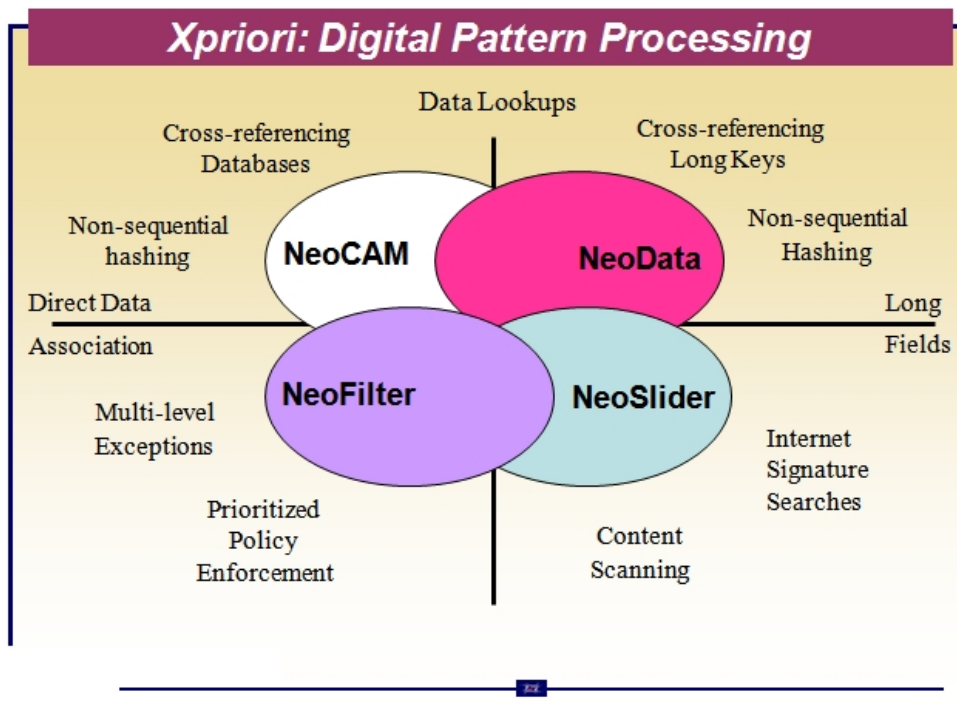 Xpriori: Digital Pattern Processing
Data Lookups
Cross-referencing
Databases
Cross-referencing
Long Keys
Non-sequential
hashing
NeoCAM
NeoData
Non-sequential
Hashing
Direct Data
Association
Long
Fields
NeoFilter
NeoSlider
Multi-level
Exceptions
Internet
Signature
Searches
Prioritized
Policy
Enforcement
Content
Scanning